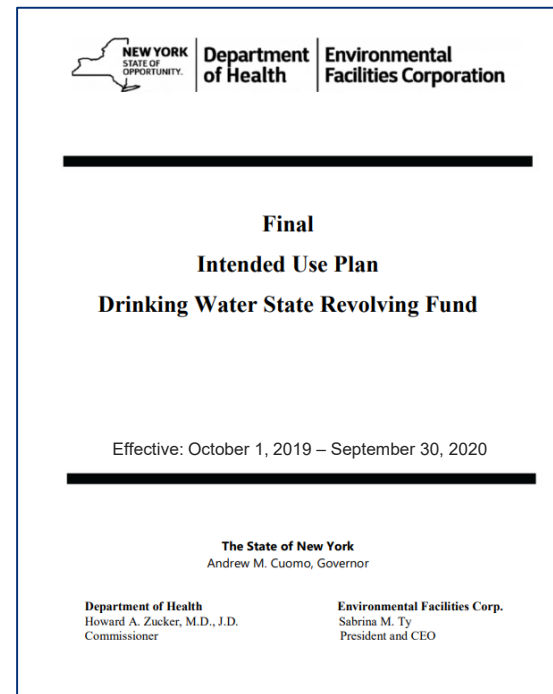 NEW YORK
STATE OF
OPPORTUNITY.
Department
of Health
Environmental
Facilities Corporation
Final
Intended Use Plan
Drinking Water State Revolving Fund
Effective: October 1, 2019 – September 30, 2020
The State of New York
Andrew M. Cuomo, Governor
Department of Health
Howard A. Zucker, M.D., J.D.
Commissioner
Environmental Facilities Corp.
Sabrina M. Ty
President and CEO